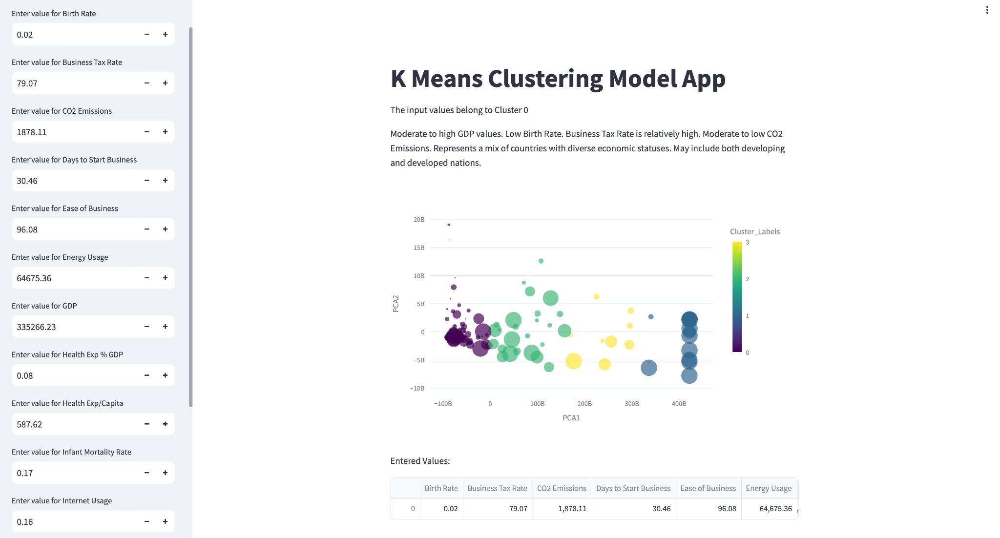 Enter value for Birth Rate
0.02
Enter value for Business Tax Rate
79.07
Enter value for CO2 Emissions
1878.11
Enter value for Days to Start Business
30.46
Enter value for Ease of Business
96.08
Enter value for Energy Usage
64675.36
Enter value for GDP
335266.23
Enter value for Health Exp % GDP
0.08
Enter value for Health Exp/Capita
587.62
Enter value for Infant Mortality Rate
0.17
Enter value for Internet Usage
0.16
K Means Clustering Model App
The input values belong to Cluster 0
Moderate to high GDP values. Low Birth Rate. Business Tax Rate is relatively high. Moderate to low CO2
Emissions. Represents a mix of countries with diverse economic statuses. May include both developing
and developed nations.
20B
15B
10B
5B
0
−5B
−10B
PCA2
−100B 0 100B 200B 300B 400B
PCA1
Cluster_Labels
3
2
1
0
Entered Values:
Birth Rate Business Tax Rate CO2 Emissions Days to Start Business Ease of Business Energy Usage
0 0.02 79.07 1,878.11 30.46 96.08 64,675.36